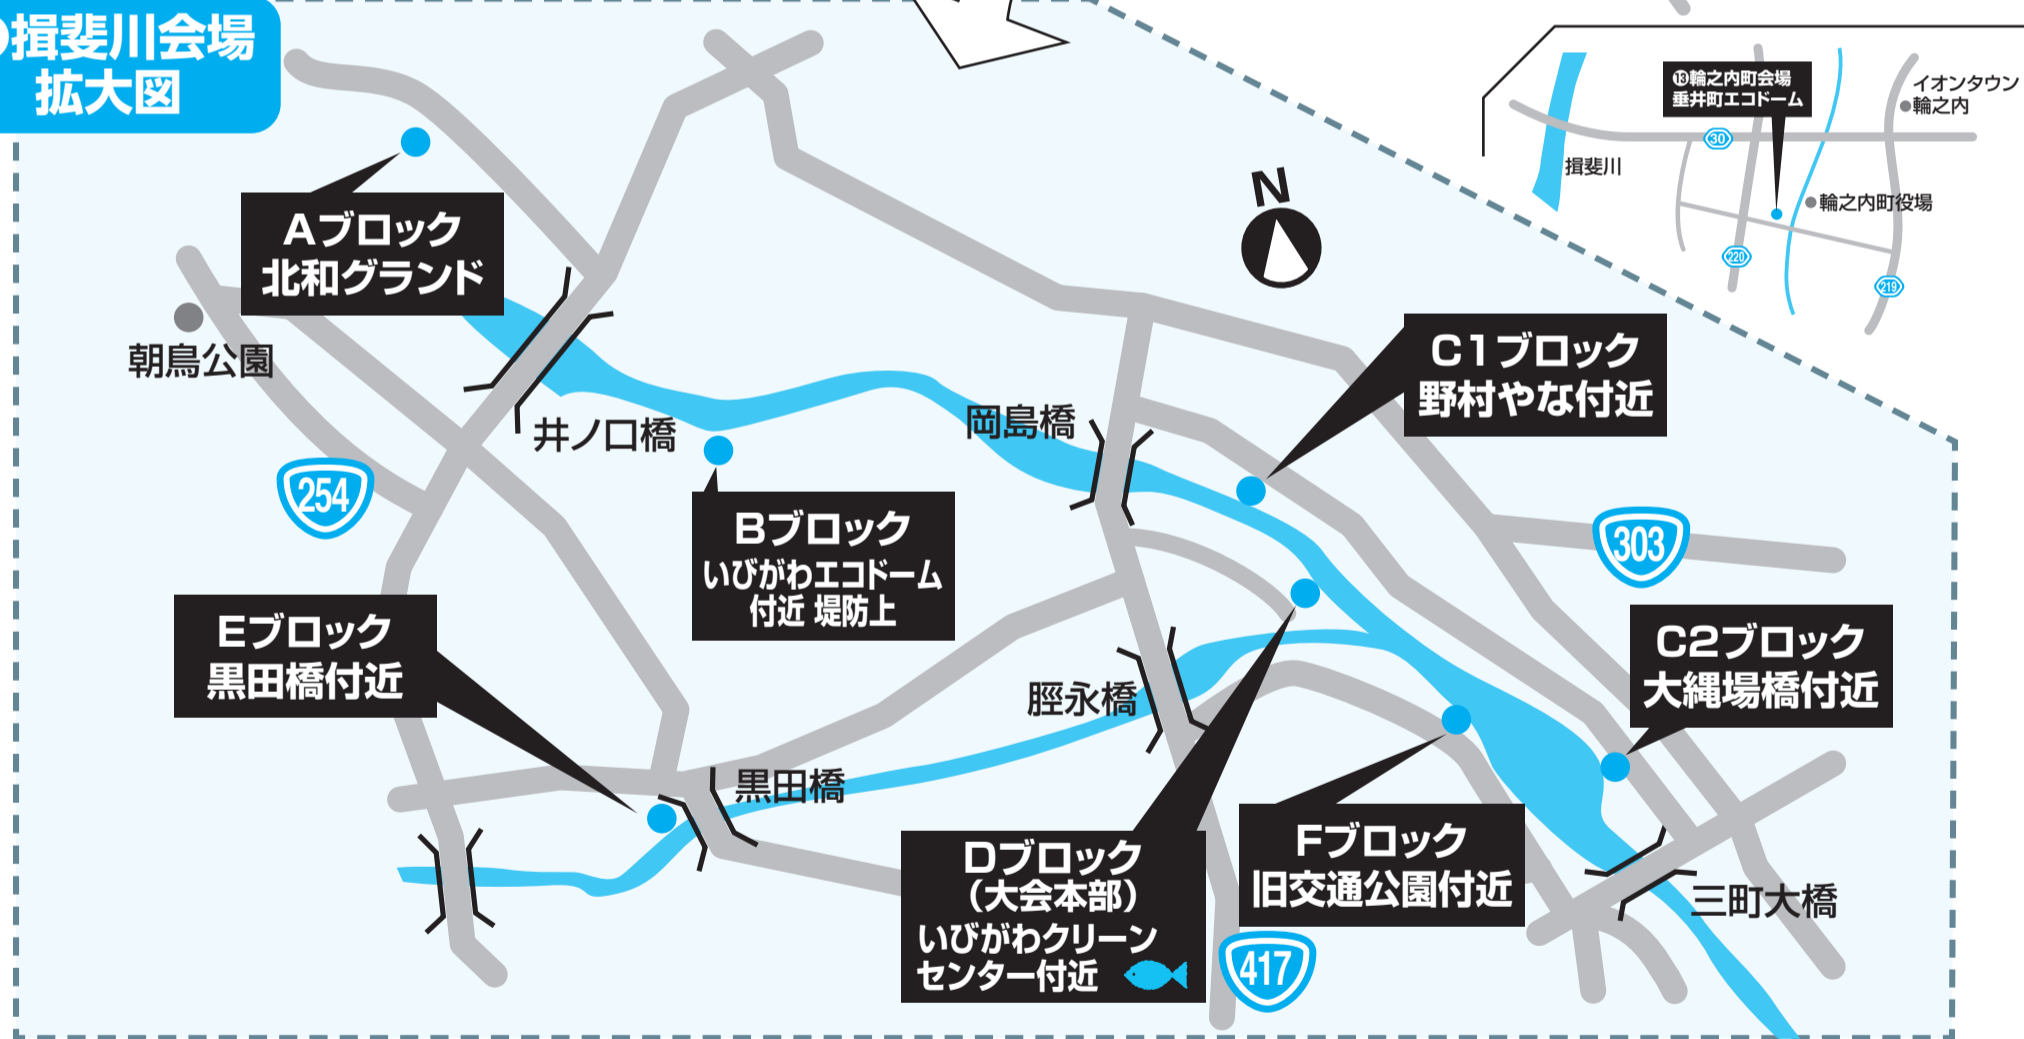 揖斐川会場
拡大図
Aブロック
北和グランド
朝鳥公園
254
井ノ口橋
Bブロック
いびがわエコドーム
付近 堤防上
Eブロック
黒田橋付近
黒田橋
岡島橋
脛永橋
N
C1ブロック
野村やな付近
303
C2ブロック
大縄場橋付近
Dブロック
(大会本部)
いびがわクリーン
センター付近
Fブロック
旧交通公園付近
417
三町大橋
⓭輪之内町会場
垂井町エコドーム
イオンタウン
輪之内
30
揖斐川
輪之内町役場
220
219